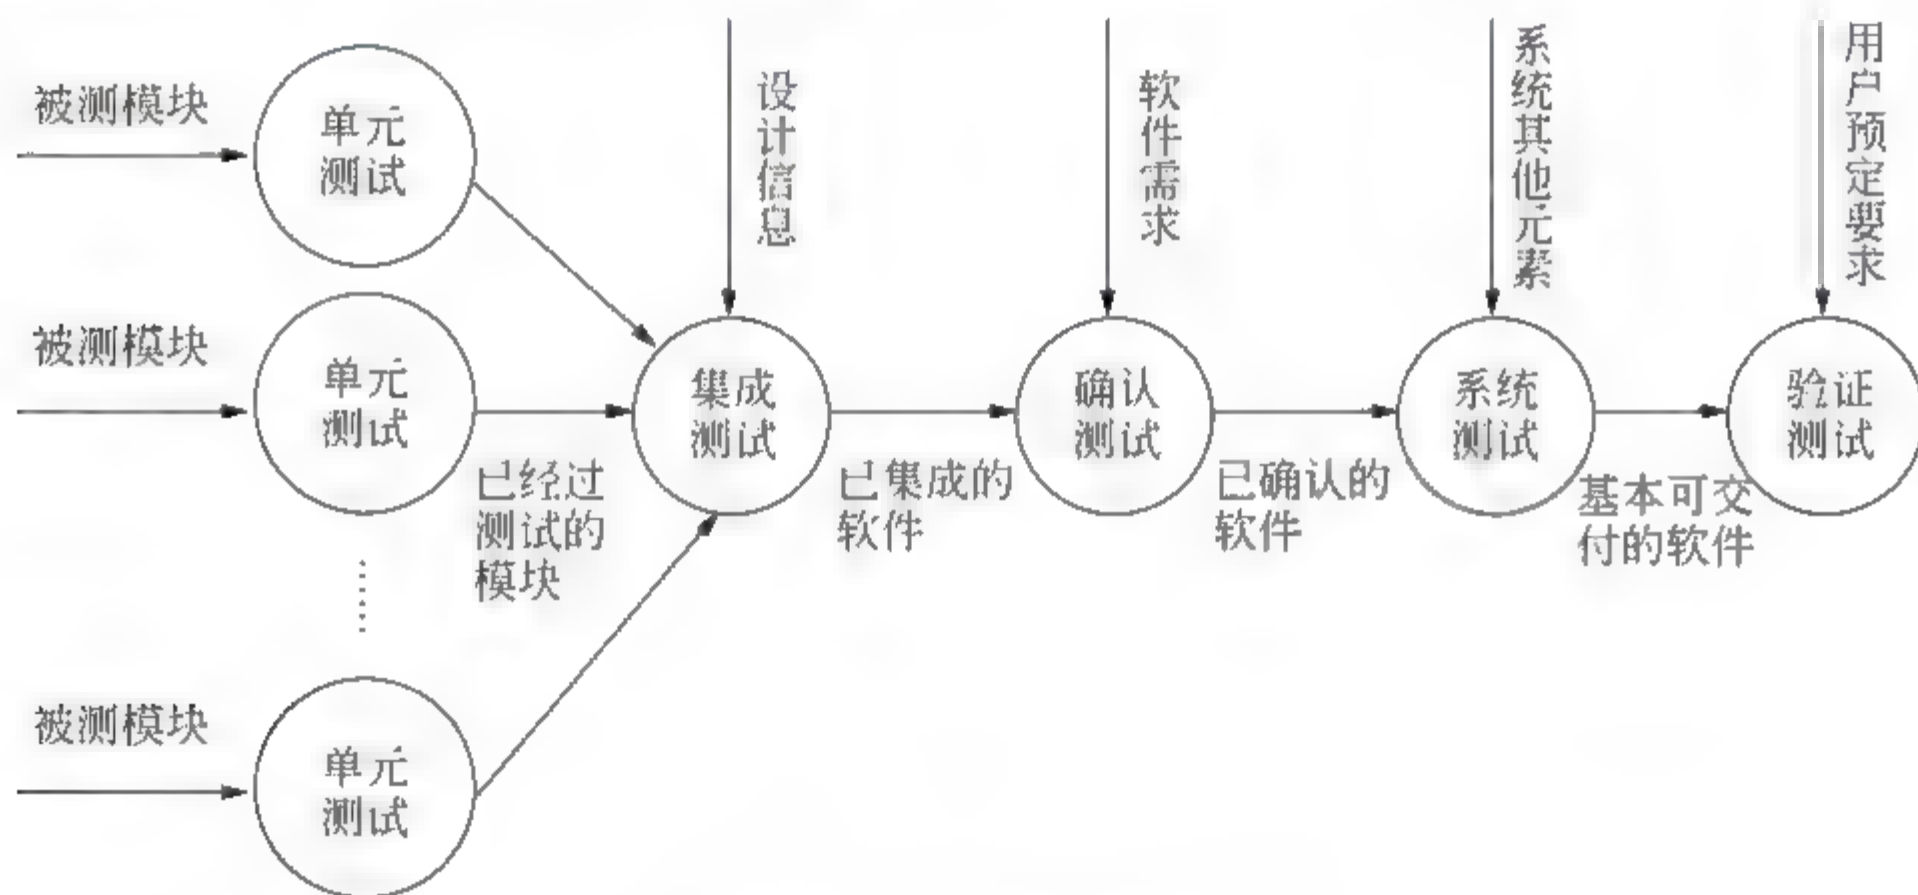 被测模块
单元
测试
设计信息
软件需求
系统其他元素
用户预定要求
被测模块
单元
测试
集成
测试
确认
测试
系统
测试
验证
测试
已经过
测试的
模块
已集成的
软件
已确认的
软件
基本可交
付的软件
被测模块
单元
测试